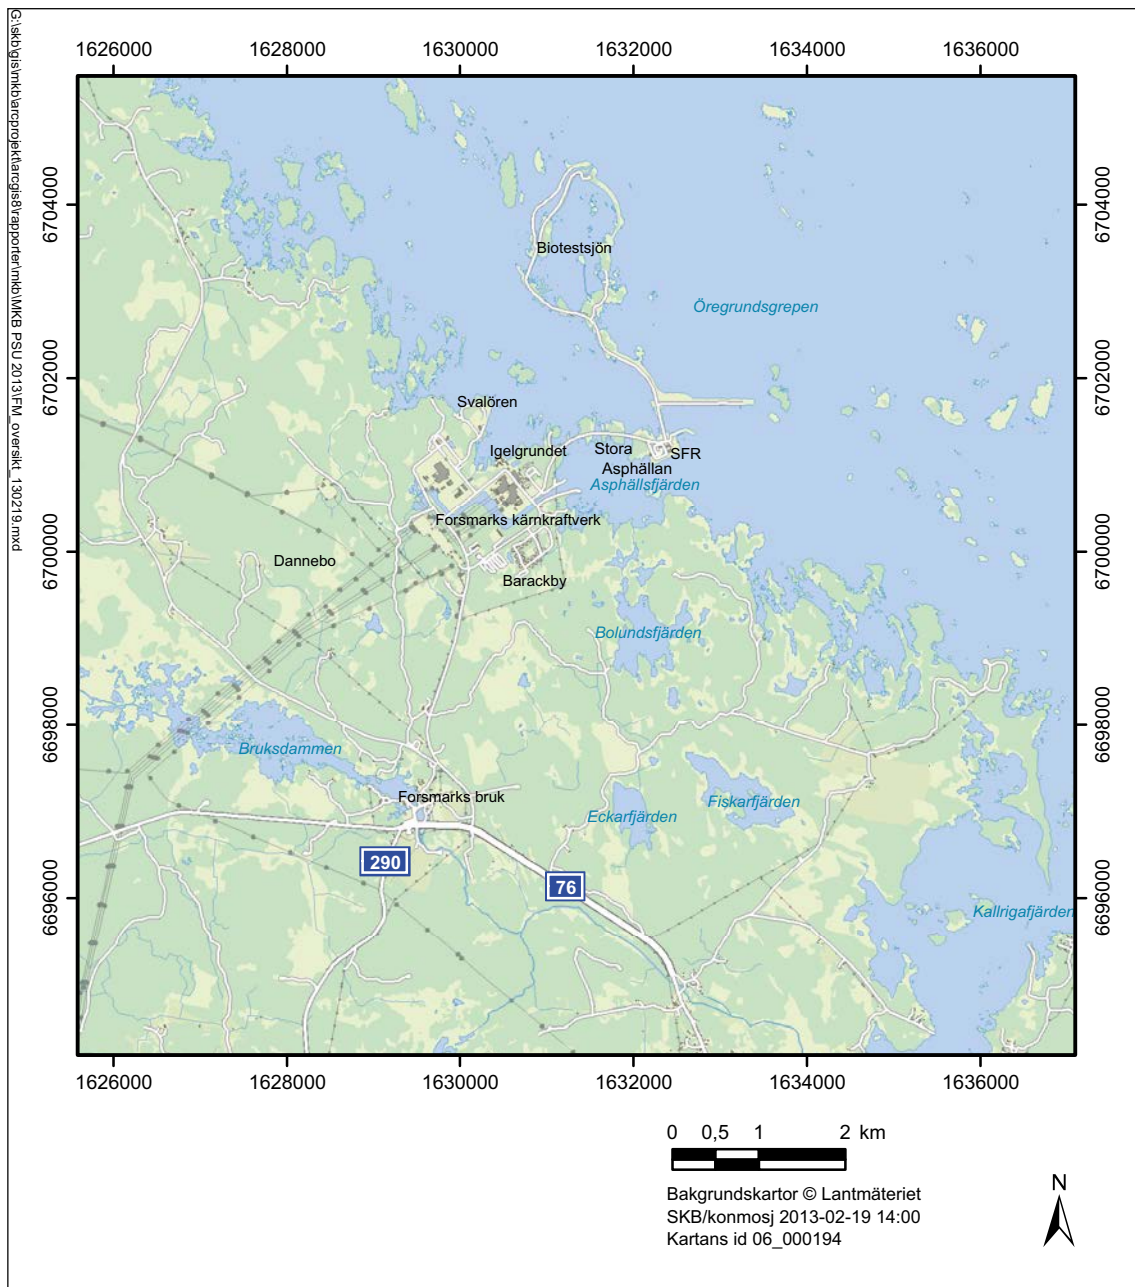 G:\skb\gis\mkb\arcprojekt\arcgis8\rapporter\mkb\MKB PSU 2013\FM_oversikt_130219.mxd
1626000 1628000 1630000 1632000 1634000 1636000
6704000 6704000
Biotestsjön
Öregrundsgrepen
6702000 6702000
Svalören
Igelgrundet
Stora
Asphällan
SFR
Asphällsfjärden
Forsmarks kärnkraftverk
6700000 6700000
Dannebo
Barackby
Bolundsfjärden
6698000 6698000
Bruksdammen
Forsmarks bruk
Eckarfjärden
Fiskarfjärden
290
76
6696000 6696000
Kallrigafjärden
1626000 1628000 1630000 1632000 1634000 1636000
0 0,5 1 2 km
Bakgrundskartor © Lantmäteriet
SKB/konmosj 2013-02-19 14:00
Kartans id 06_000194
N